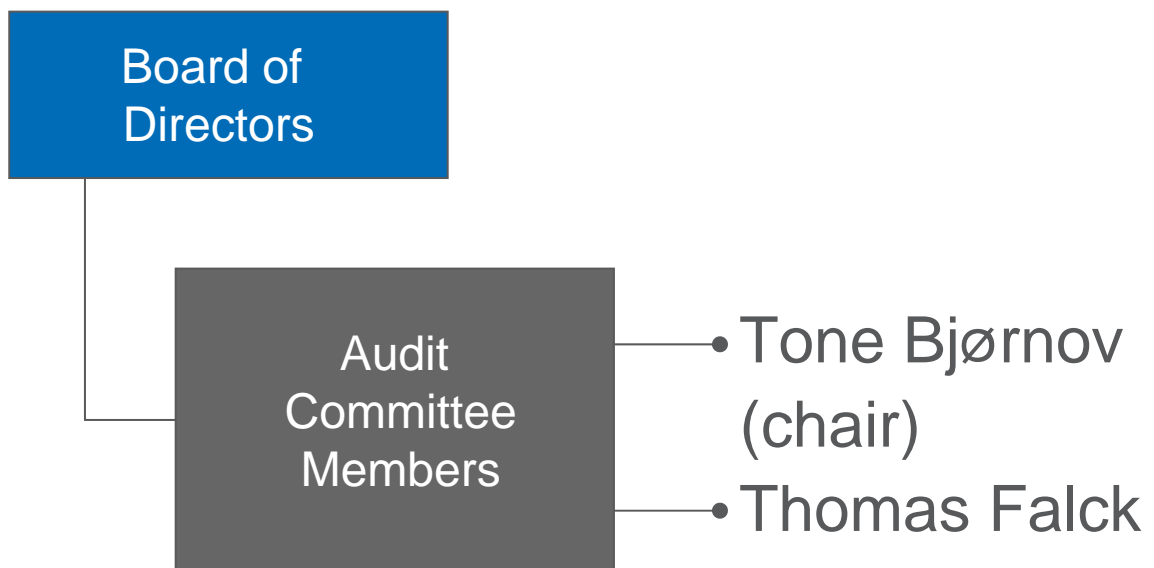 Board of
Directors
Audit
Committee
Members
Tone Bjørnov
(chair)
Thomas Falck